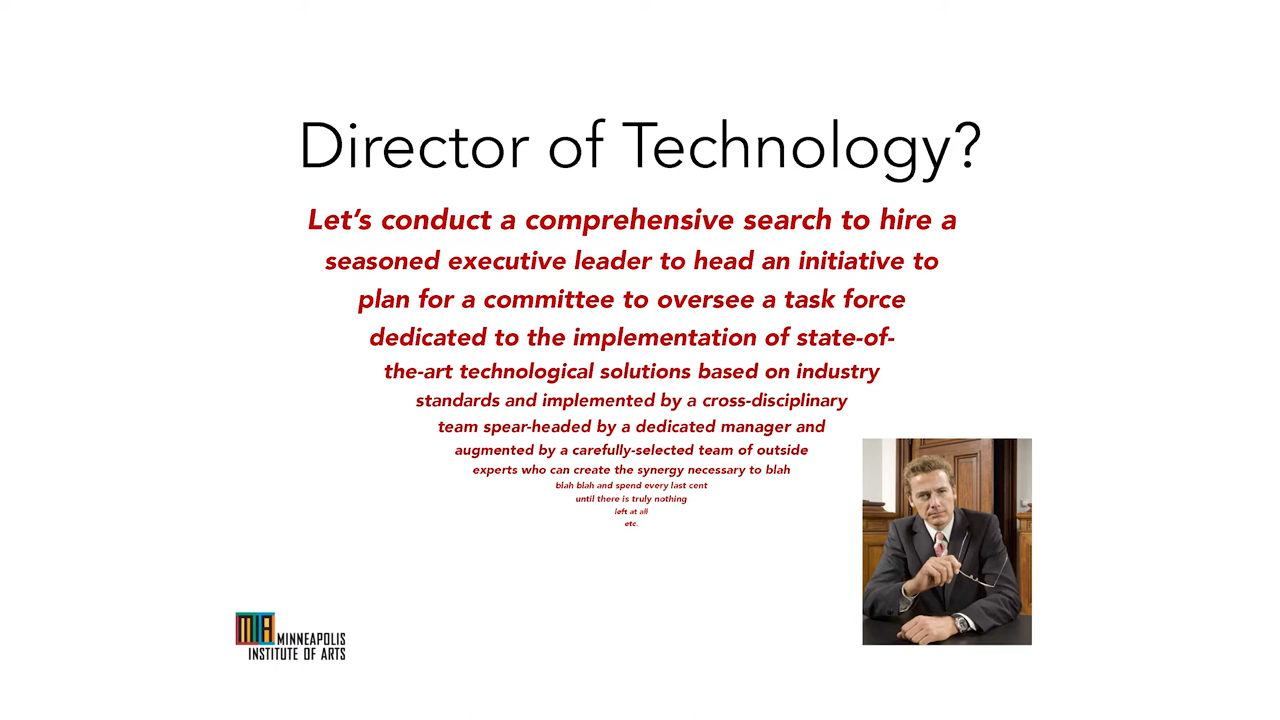 Director of Technology?
Let's conduct a comprehensive search to hire a
seasoned executive leader to head an initiative to
plan for a committee to oversee a task force
dedicated to the implementation of state-of-
the-art technological solutions based on industry
standards and implemented by a cross-disciplinary
team spear-headed by a dedicated manager and
augmented by a carefully-selected team of outside
experts who can create the synergy necessary to blah
blah blah and spend every last cent
until there is truly nothing
left at all
etc.
MIA MINNEAPOLIS
INSTITUTE OF ARTS